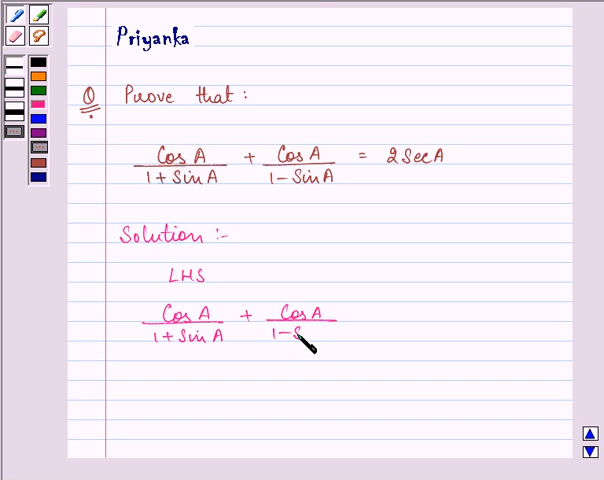 Priyanka
Q Prove that :
Cos A / 1 + Sin A + Cos A / 1 - Sin A = 2 Sec A
Solution :-
LHS
Cos A / 1 + Sin A + Cos A / 1 - S